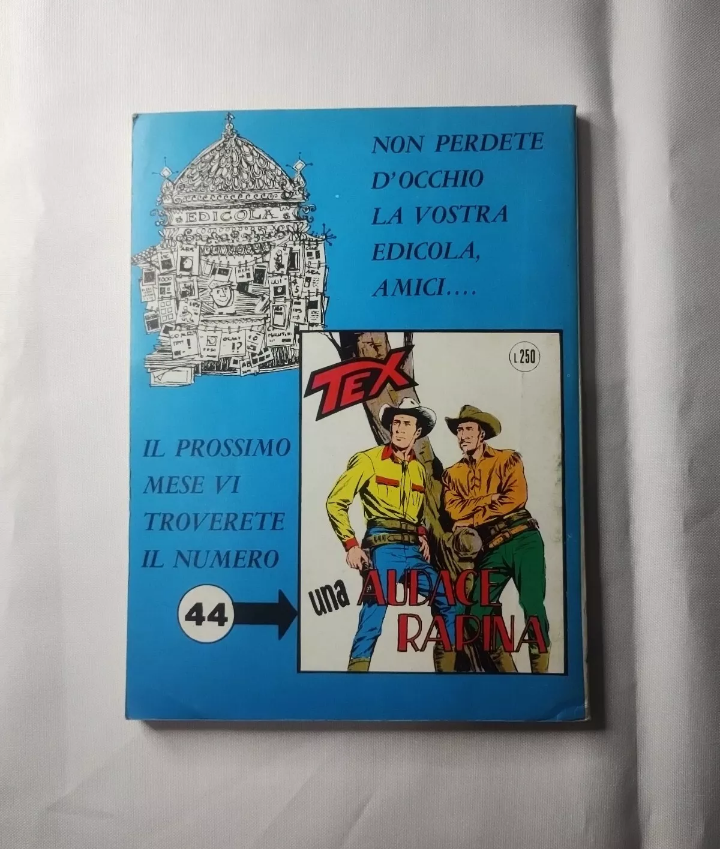 NON PERDETE
D'OCCHIO
LA VOSTRA
EDICOLA,
AMICI....
EDICOLA
L.250
TEX
IL PROSSIMO
MESE VI
TROVERETE
IL NUMERO
44
una AUDACE
RAPINA